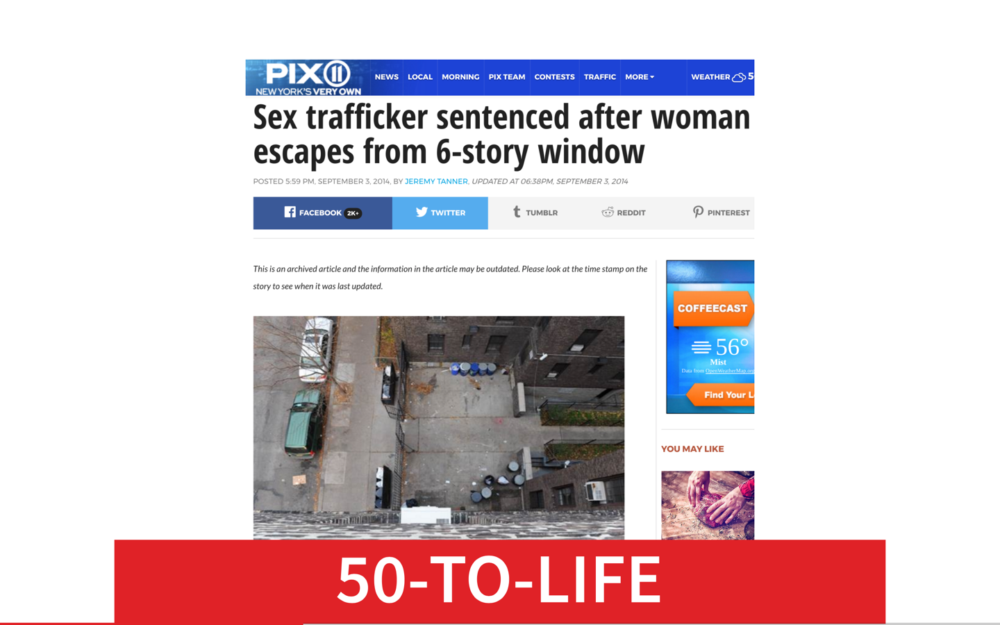 PIX 11
NEW YORK'S VERY OWN
NEWS LOCAL MORNING PIX TEAM CONTESTS TRAFFIC MORE WEATHER 5
Sex trafficker sentenced after woman
escapes from 6-story window
POSTED 5:59 PM, SEPTEMBER 3, 2014, BY JEREMY TANNER, UPDATED AT 06:38PM, SEPTEMBER 3, 2014
FACEBOOK 2K+ TWITTER TUMBLR REDDIT PINTEREST
This is an archived article and the information in the article may be outdated. Please look at the time stamp on the
story to see when it was last updated.
COFFEECAST
56°
Mist
Data from OpenWeatherMap.org
Find Your L
YOU MAY LIKE
50-TO-LIFE